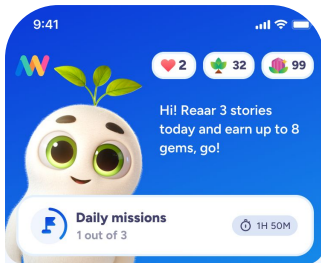 9:41
2
32
99
Hi! Reaar 3 stories
today and earn up to 8
gems, go!
Daily missions
1 out of 3
1H 50M